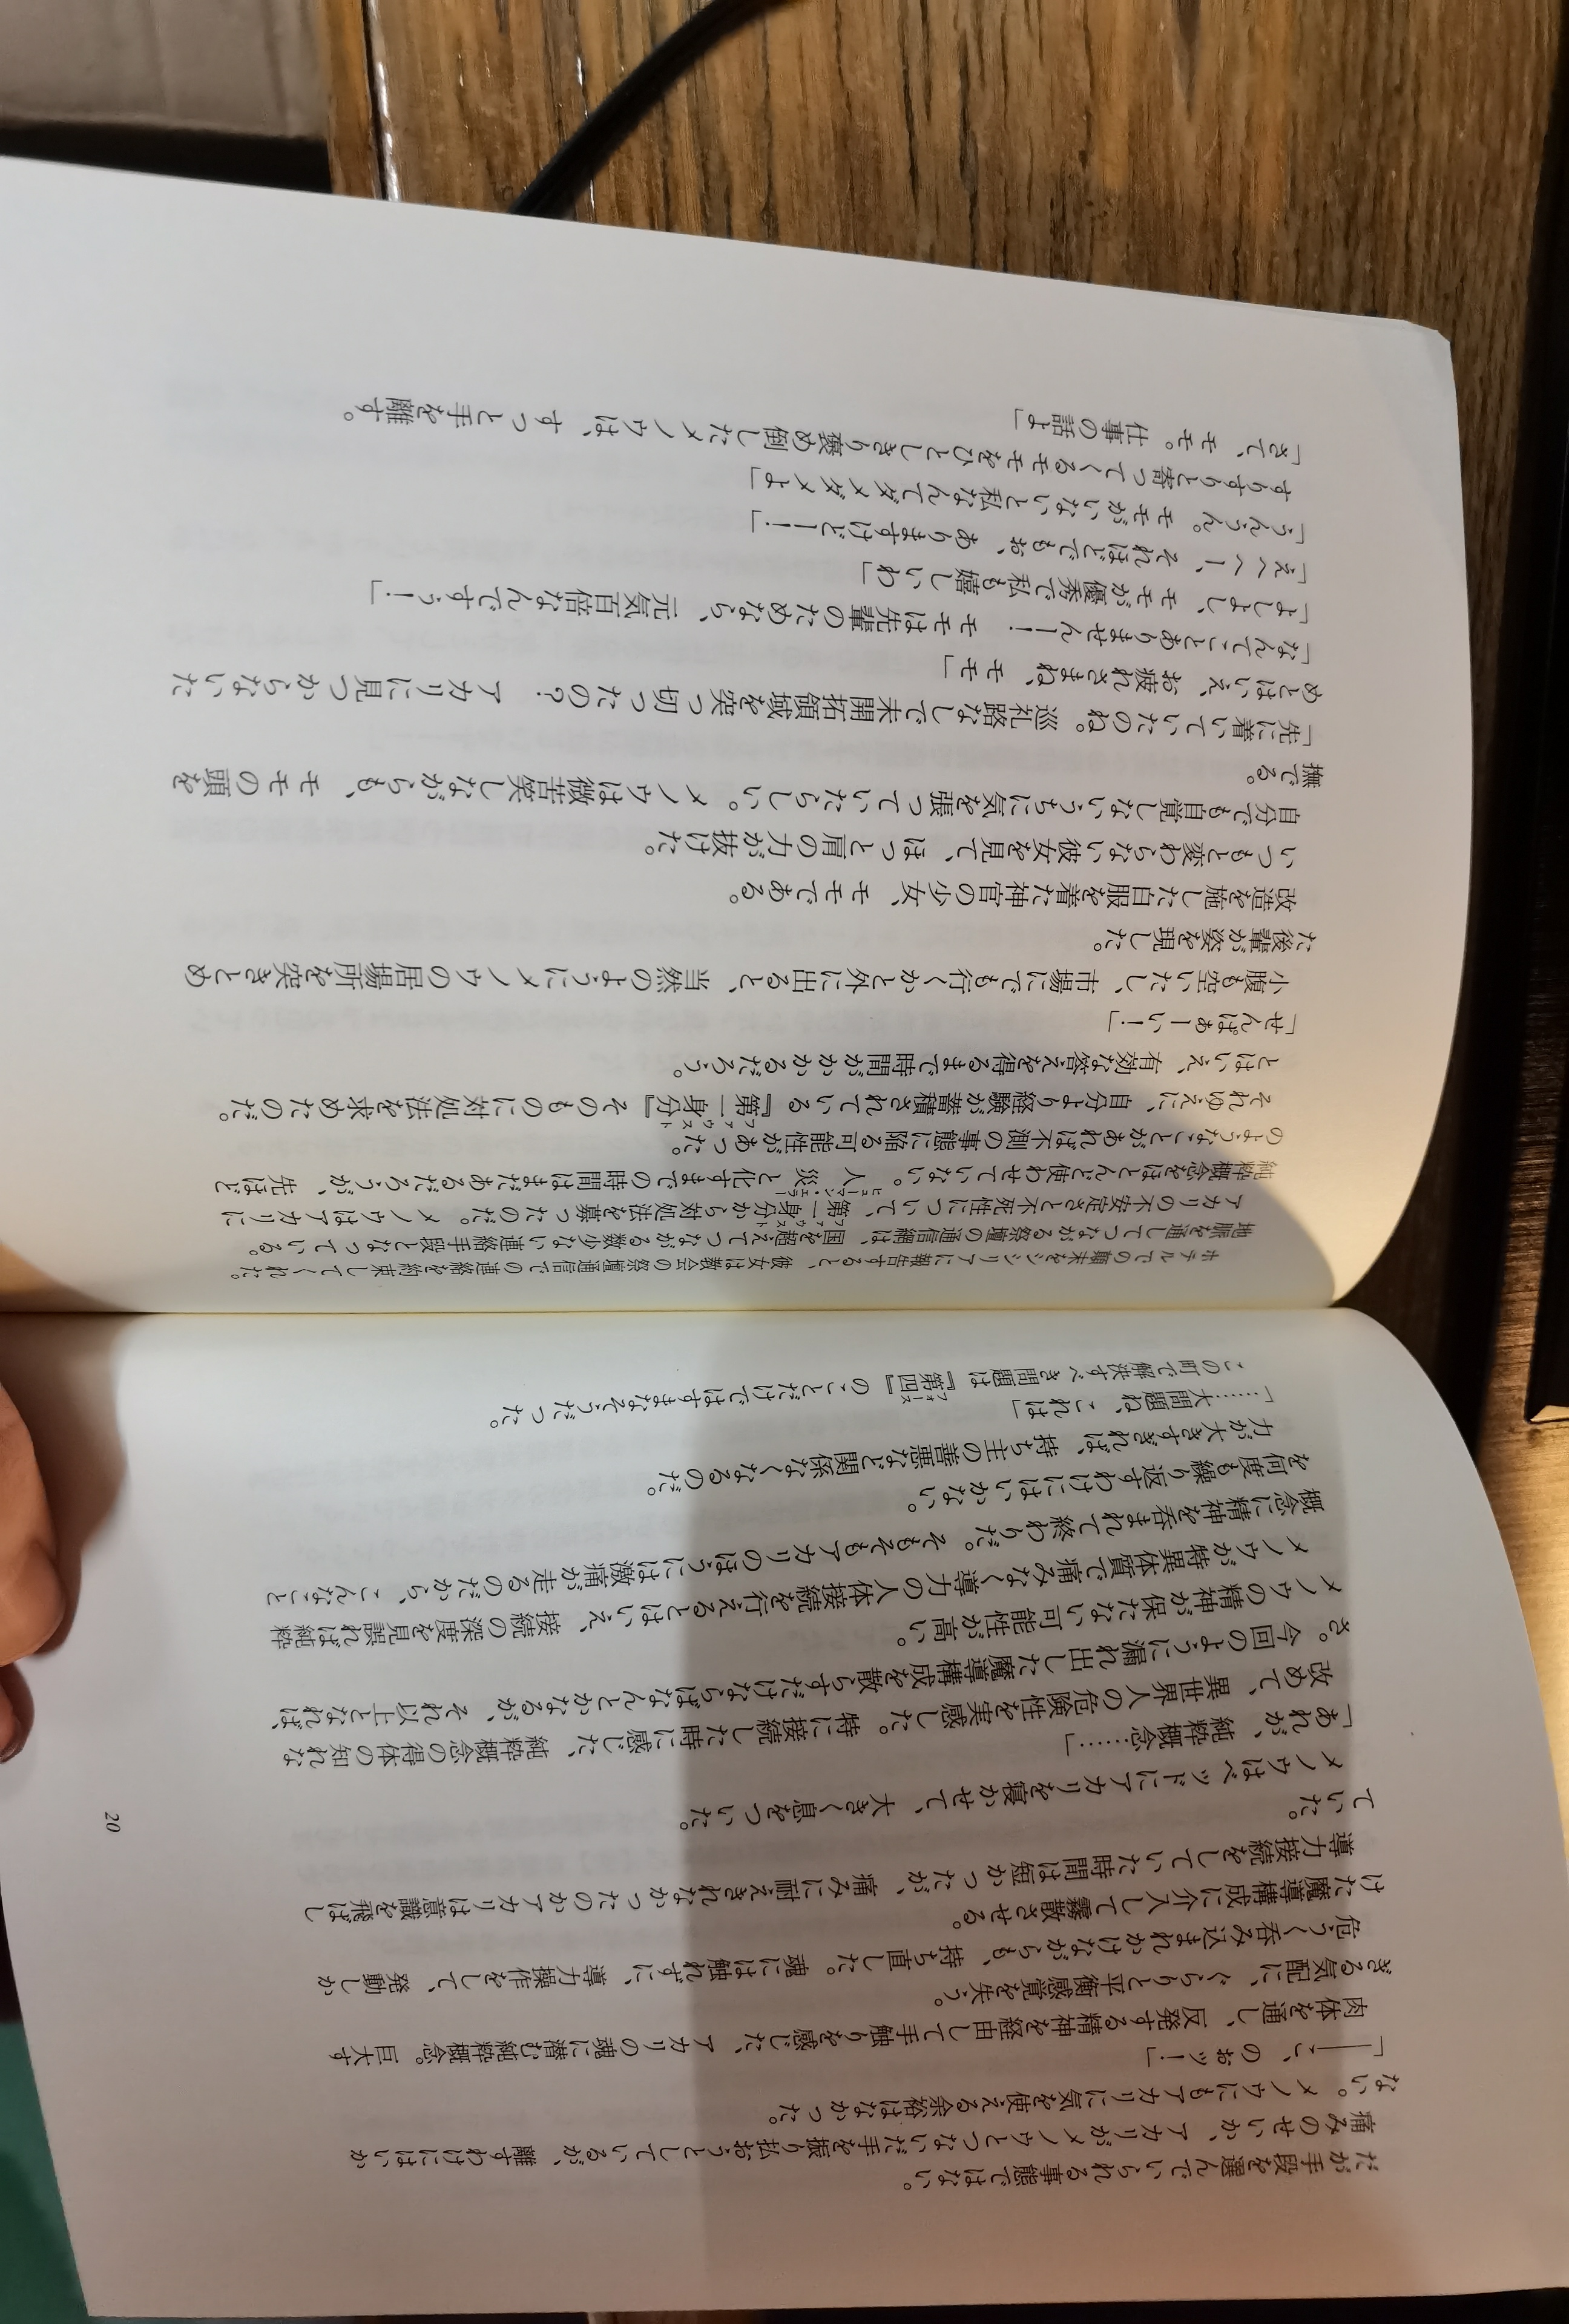 だが手段を選んでいられる事態ではない。
痛みのせいか、アカリがメノウとつないだ手を振り払おうとしているが、離すわけにはいか
ない。メノウにもアカリに気を使える余裕はなかった。
「――こ、のぉッ！」
肉体を通し、反発する精神を経由して手触りを感じた、アカリの魂に潜む純粋概念。巨大す
ぎる気配に、ぐらりと平衡感覚を失う。
危うく呑み込まれかけながらも、持ち直した。魂には触れずに、導力操作をして、発動しか
けた魔導構成に介入して霧散させる。
導力接続をしていた時間は短かったが、痛みに耐えきれなかったのかアカリは意識を飛ばし
ていた。
メノウはベッドにアカリを寝かせて、大きく息をついた。
「あれが、純粋概念……」
改めて、異世界人の危険性を実感した。特に接続した時に感じた、純粋概念の得体の知れな
さ。今回のように漏れ出した魔導構成を散らすだけならばなんとかなるが、それ以上となれば、
メノウの精神が保たない可能性が高い。
メノウが特異体質で痛みなく導力の人体接続を行えるとはいえ、接続の深度を見誤れば純粋
概念に精神を呑まれて終わりだ。そもそもアカリのほうには激痛が走るのだから、こんなこと
を何度も繰り返すわけにはいかない。
力が大きすぎれば、持ち主の善悪など関係なくなるのだ。
「……大問題ね、これは」
この町で解決すべき問題は『第四フォース』のことだけではすまなそうだった。
20
ホテルでの顛末をシシリアに報告すると、彼女は教会の祭壇通信での連絡を約束してくれた。
地脈を通してつながる祭壇の通信網は、国を超えてつながる数少ない連絡手段となっている。
アカリの不安定さと不死性について、第一身分ファウストから対処法を募ったのだ。メノウはアカリに
純粋概念をほとんど使わせていない。人災ヒューマン・エラーと化すまでの時間はまだあるだろうが、先ほど
のようなことがあれば不測の事態に陥る可能性があった。
それゆえに、自分より経験が蓄積されている『第一身分ファウスト』そのものに対処法を求めたのだ。
とはいえ、有効な答えを得るまで時間がかかるだろう。
「せんぱぁーい！」
小腹も空いたし、市場にでも行くかと外に出ると、当然のようにメノウの居場所を突きとめ
た後輩が姿を現した。
改造を施した白服を着た神官の少女、モモである。
いつもと変わらない彼女を見て、ほっと肩の力が抜けた。
自分でも自覚しないうちに気を張っていたらしい。メノウは微苦笑しながらも、モモの頭を
撫でる。
「先に着いていたのね。巡礼路なしで未開拓領域を突っ切ったの？　アカリに見つからないた
めとはいえ、お疲れさまね、モモ」
「なんてことありませんー！　モモは先輩のためなら、元気百倍なんですぅ！」
「よしよし、モモが優秀で私も嬉しいわ」
「えへへー、それほどでもぉ、ありますけどー！」
「うんうん。モモがいないと私なんてダメダメよ」
すりすりと寄ってくるモモをひとしきり褒め倒したメノウは、すっと手を離す。
「さて、モモ。仕事の話よ」